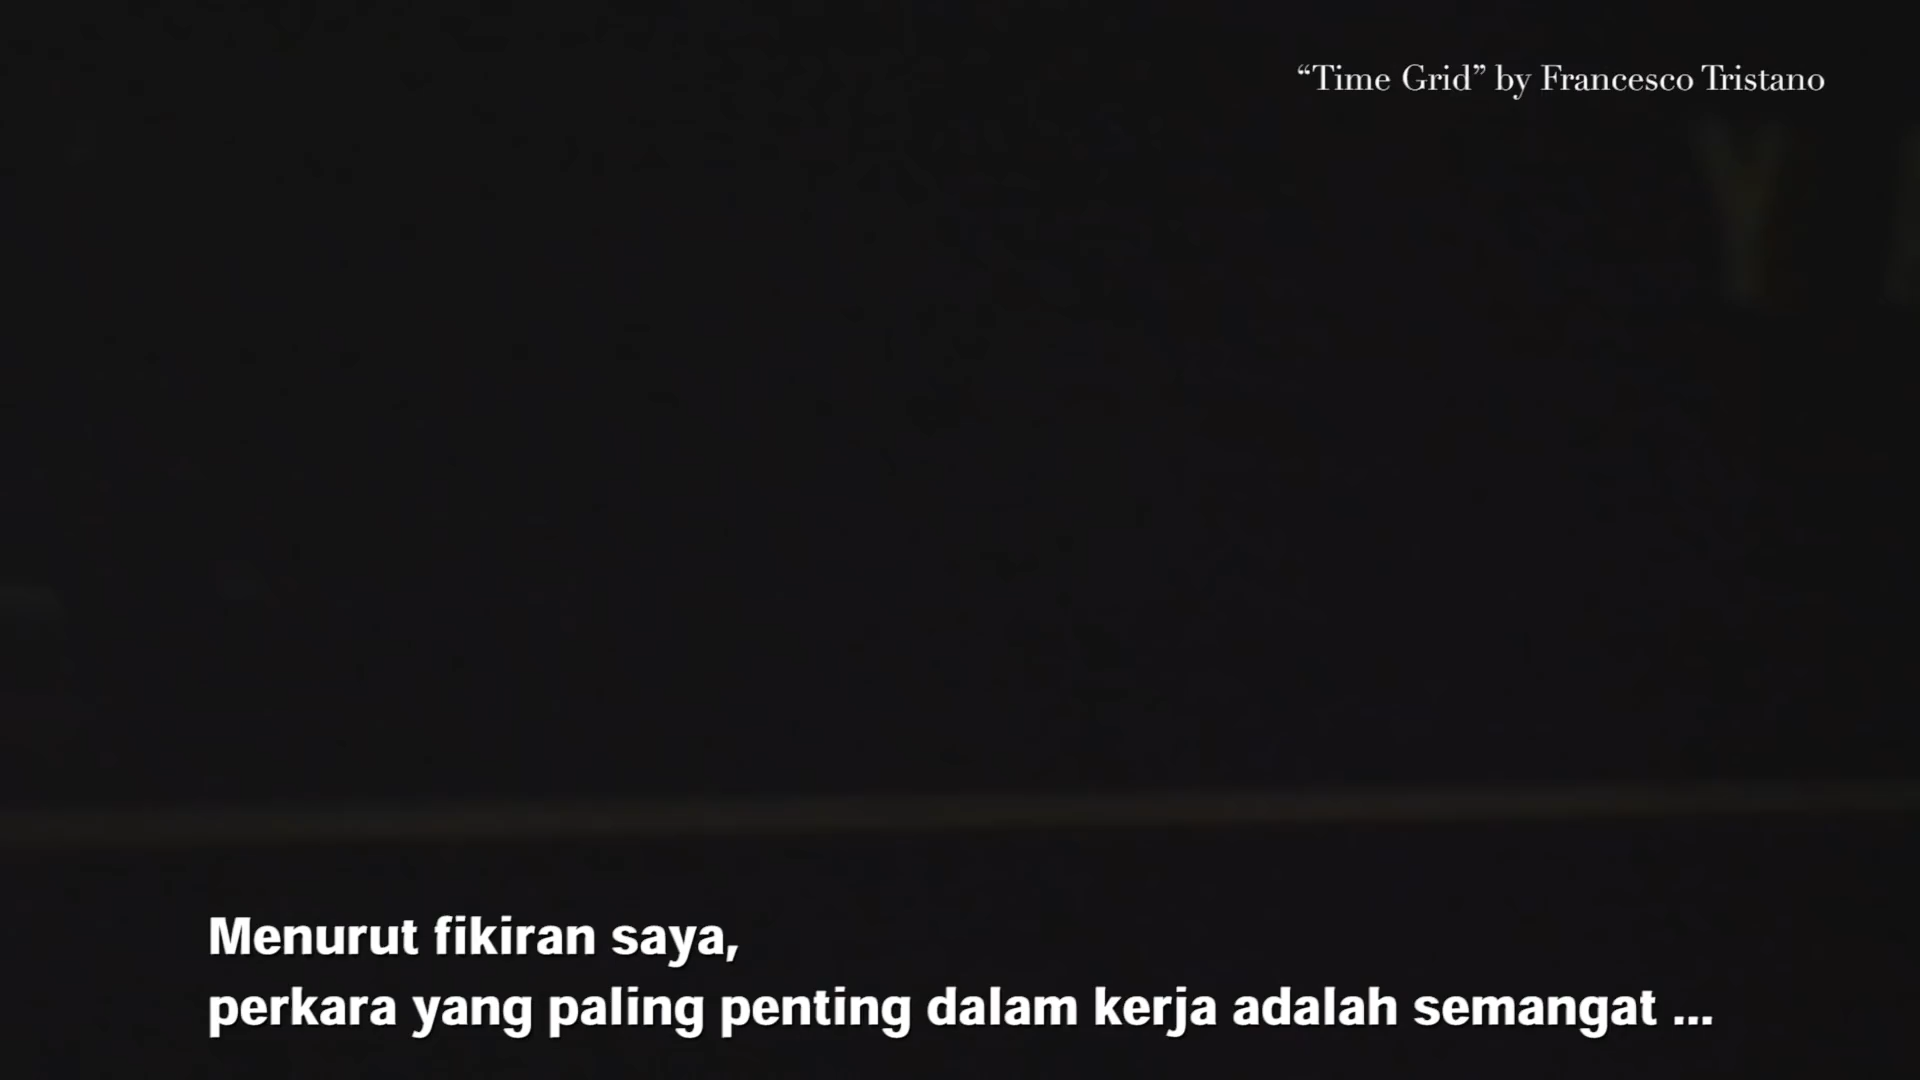 “Time Grid” by Francesco Tristano
Menurut fikiran saya,
perkara yang paling penting dalam kerja adalah semangat ...